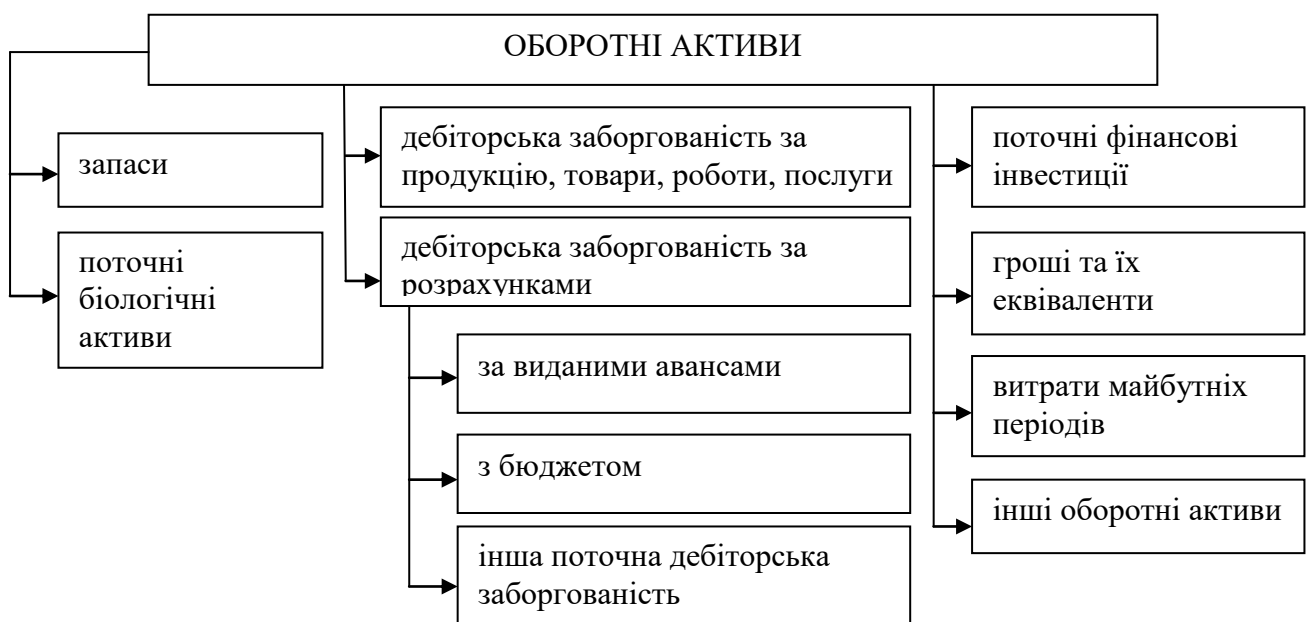 ОБОРОТНІ АКТИВИ
запаси
поточні
біологічні
активи
дебіторська заборгованість за
продукцію, товари, роботи, послуги
дебіторська заборгованість за
розрахунками
за виданими авансами
з бюджетом
інша поточна дебіторська
заборгованість
поточні фінансові
інвестиції
гроші та їх
еквіваленти
витрати майбутніх
періодів
інші оборотні активи